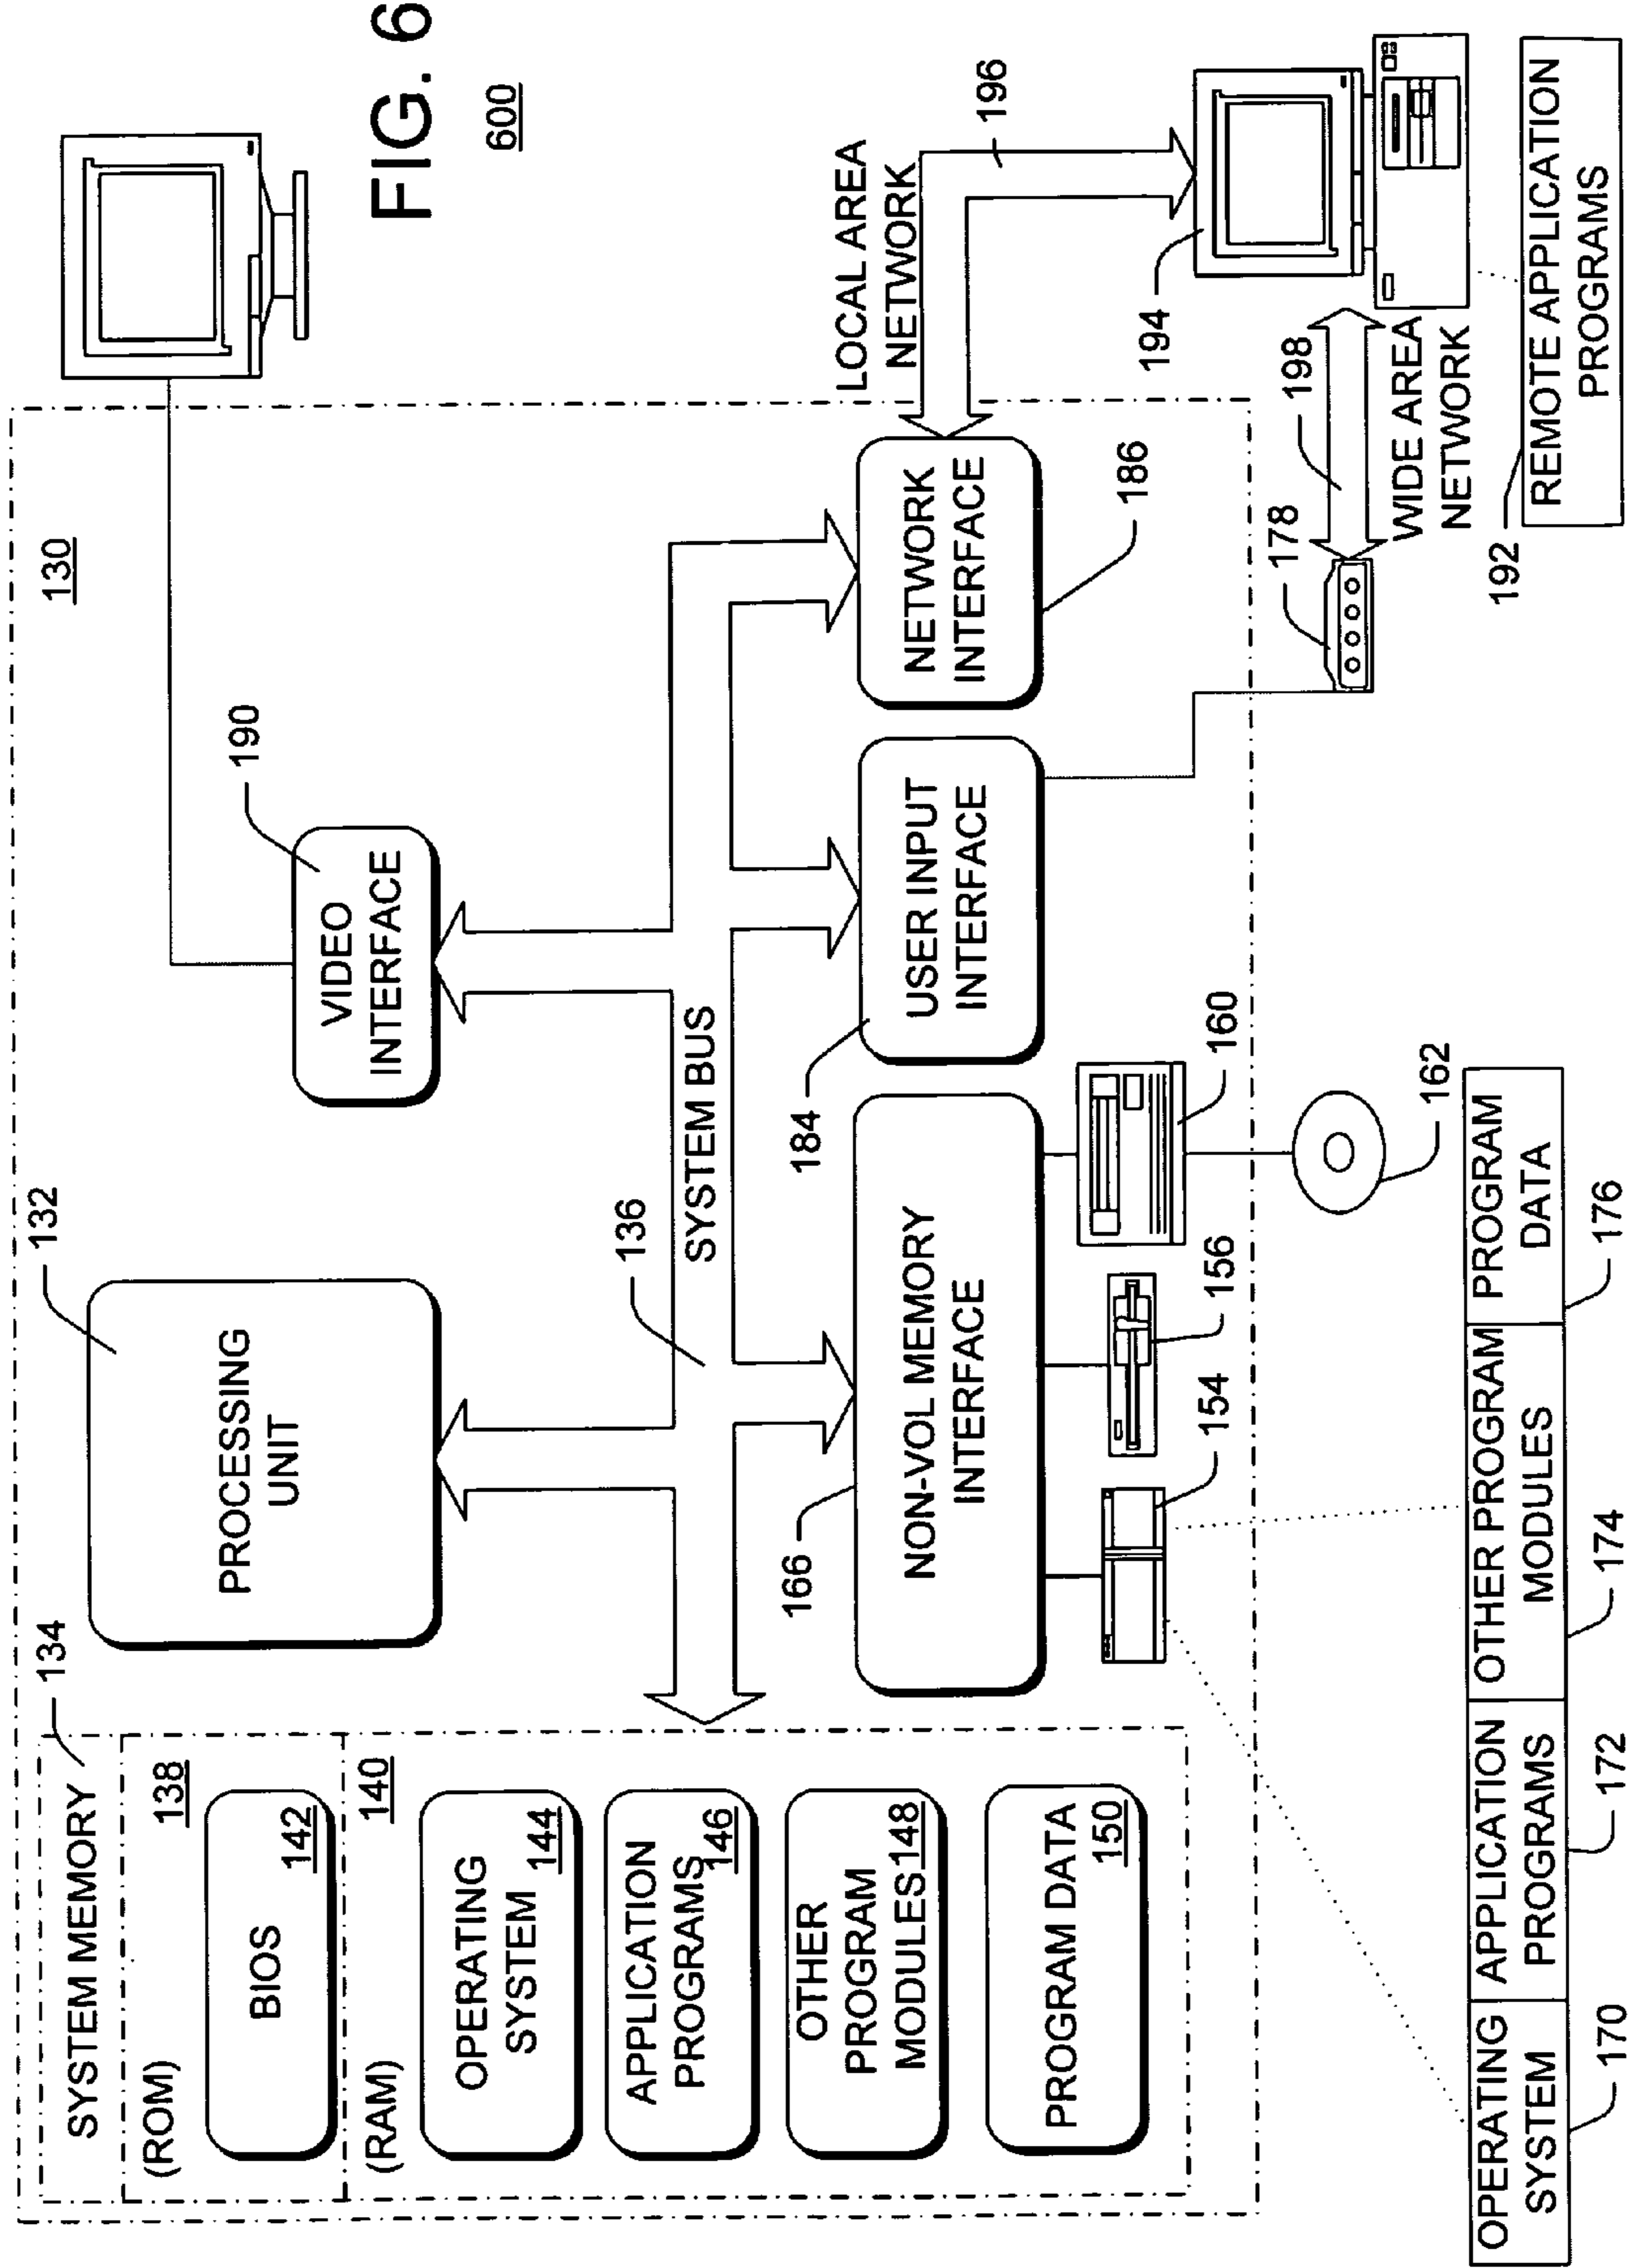 FIG. 6
600
130
SYSTEM MEMORY
134
(ROM)
138
BIOS
142
(RAM)
140
OPERATING
SYSTEM
144
APPLICATION
PROGRAMS
146
OTHER
PROGRAM
MODULES
148
PROGRAM DATA
150
132
PROCESSING
UNIT
190
VIDEO
INTERFACE
136
SYSTEM BUS
166
NON-VOL MEMORY
INTERFACE
184
USER INPUT
INTERFACE
NETWORK
INTERFACE
186
LOCAL AREA
NETWORK
196
154
156
160
162
178
198
194
WIDE AREA
NETWORK
192
REMOTE APPLICATION
PROGRAMS
OPERATING
SYSTEM
170
APPLICATION
PROGRAMS
172
OTHER PROGRAM
MODULES
174
PROGRAM
DATA
176